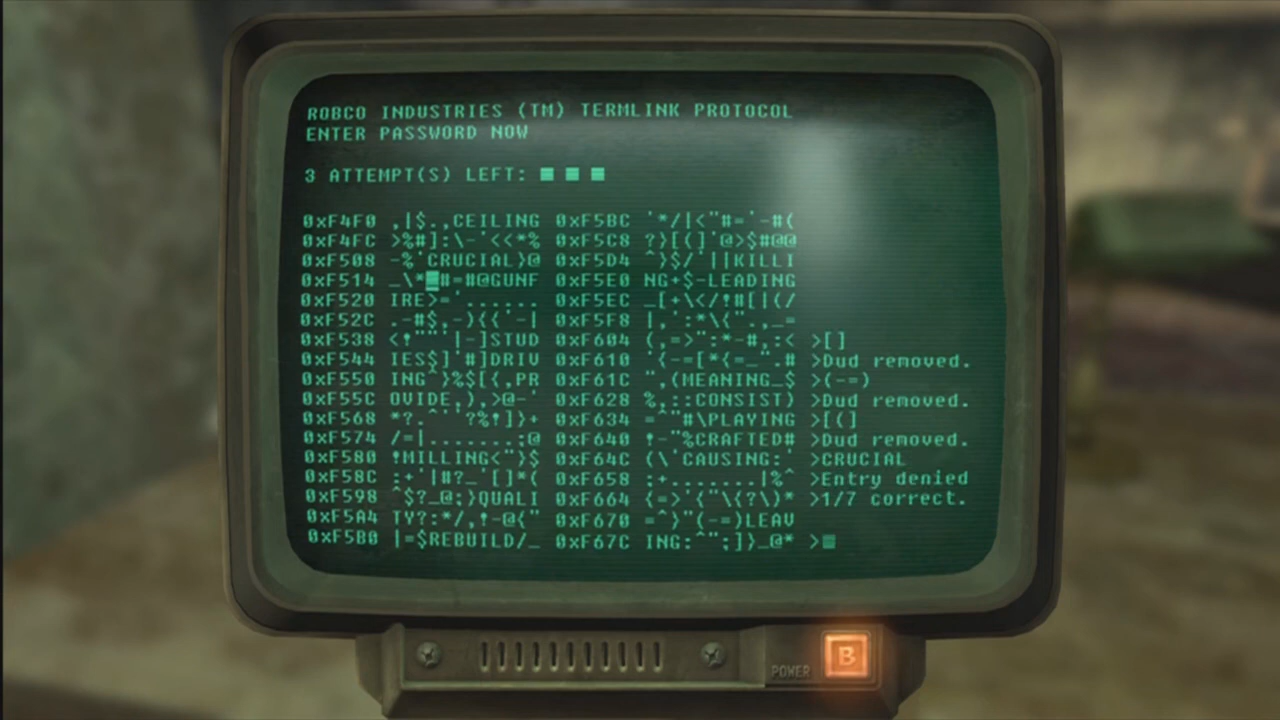 ROBCO INDUSTRIES (TM) TERMLINK PROTOCOL
ENTER PASSWORD NOW
3 ATTEMPT(S) LEFT: ■ ■ ■
0xF4F0 ,|$.,CEILING 0xF5BC '*/|<"#='-#(
0xF4FC >%#]:\-'<<*% 0xF5C8 ?}[(]'@>$#@@
0xF508 -%'CRUCIAL}@ 0xF5D4 ^}$/'||KILLI
0xF514 _\*■#=#@GUNF 0xF5E0 NG+$-LEADING
0xF520 IRE>='...... 0xF5EC _[+\</!#[|(/
0xF52C .-#$,-){{'-| 0xF5F8 |,':*\{".,_=
0xF538 <!"""|-]STUD 0xF604 (,=>":*-#,:< >[]
0xF544 IES$]'#]DRIV 0xF610 '{-=[*{=_".# >Dud removed.
0xF550 ING^}%$[{,PR 0xF61C ",(MEANING_$ >(-=)
0xF55C OVIDE,),>@-' 0xF628 %,::CONSIST) >Dud removed.
0xF568 *?.^''?%!]}+ 0xF634 =^"#\PLAYING >[(]
0xF574 /=|.......;@ 0xF640 !-"%CRAFTED# >Dud removed.
0xF580 !MILLING<"}$ 0xF64C (\'CAUSING:' >CRUCIAL
0xF58C :+'|#?_'[]*( 0xF658 :+.......|%^ >Entry denied
0xF598 ^$?_@;}QUALI 0xF664 {=>'{"\{?\)* >1/7 correct.
0xF5A4 TY?:*/,!-@{" 0xF670 =^}"(-=)LEAV
0xF5B0 |=$REBUILD/_ 0xF67C ING:^";]}_@* >■
POWER
B